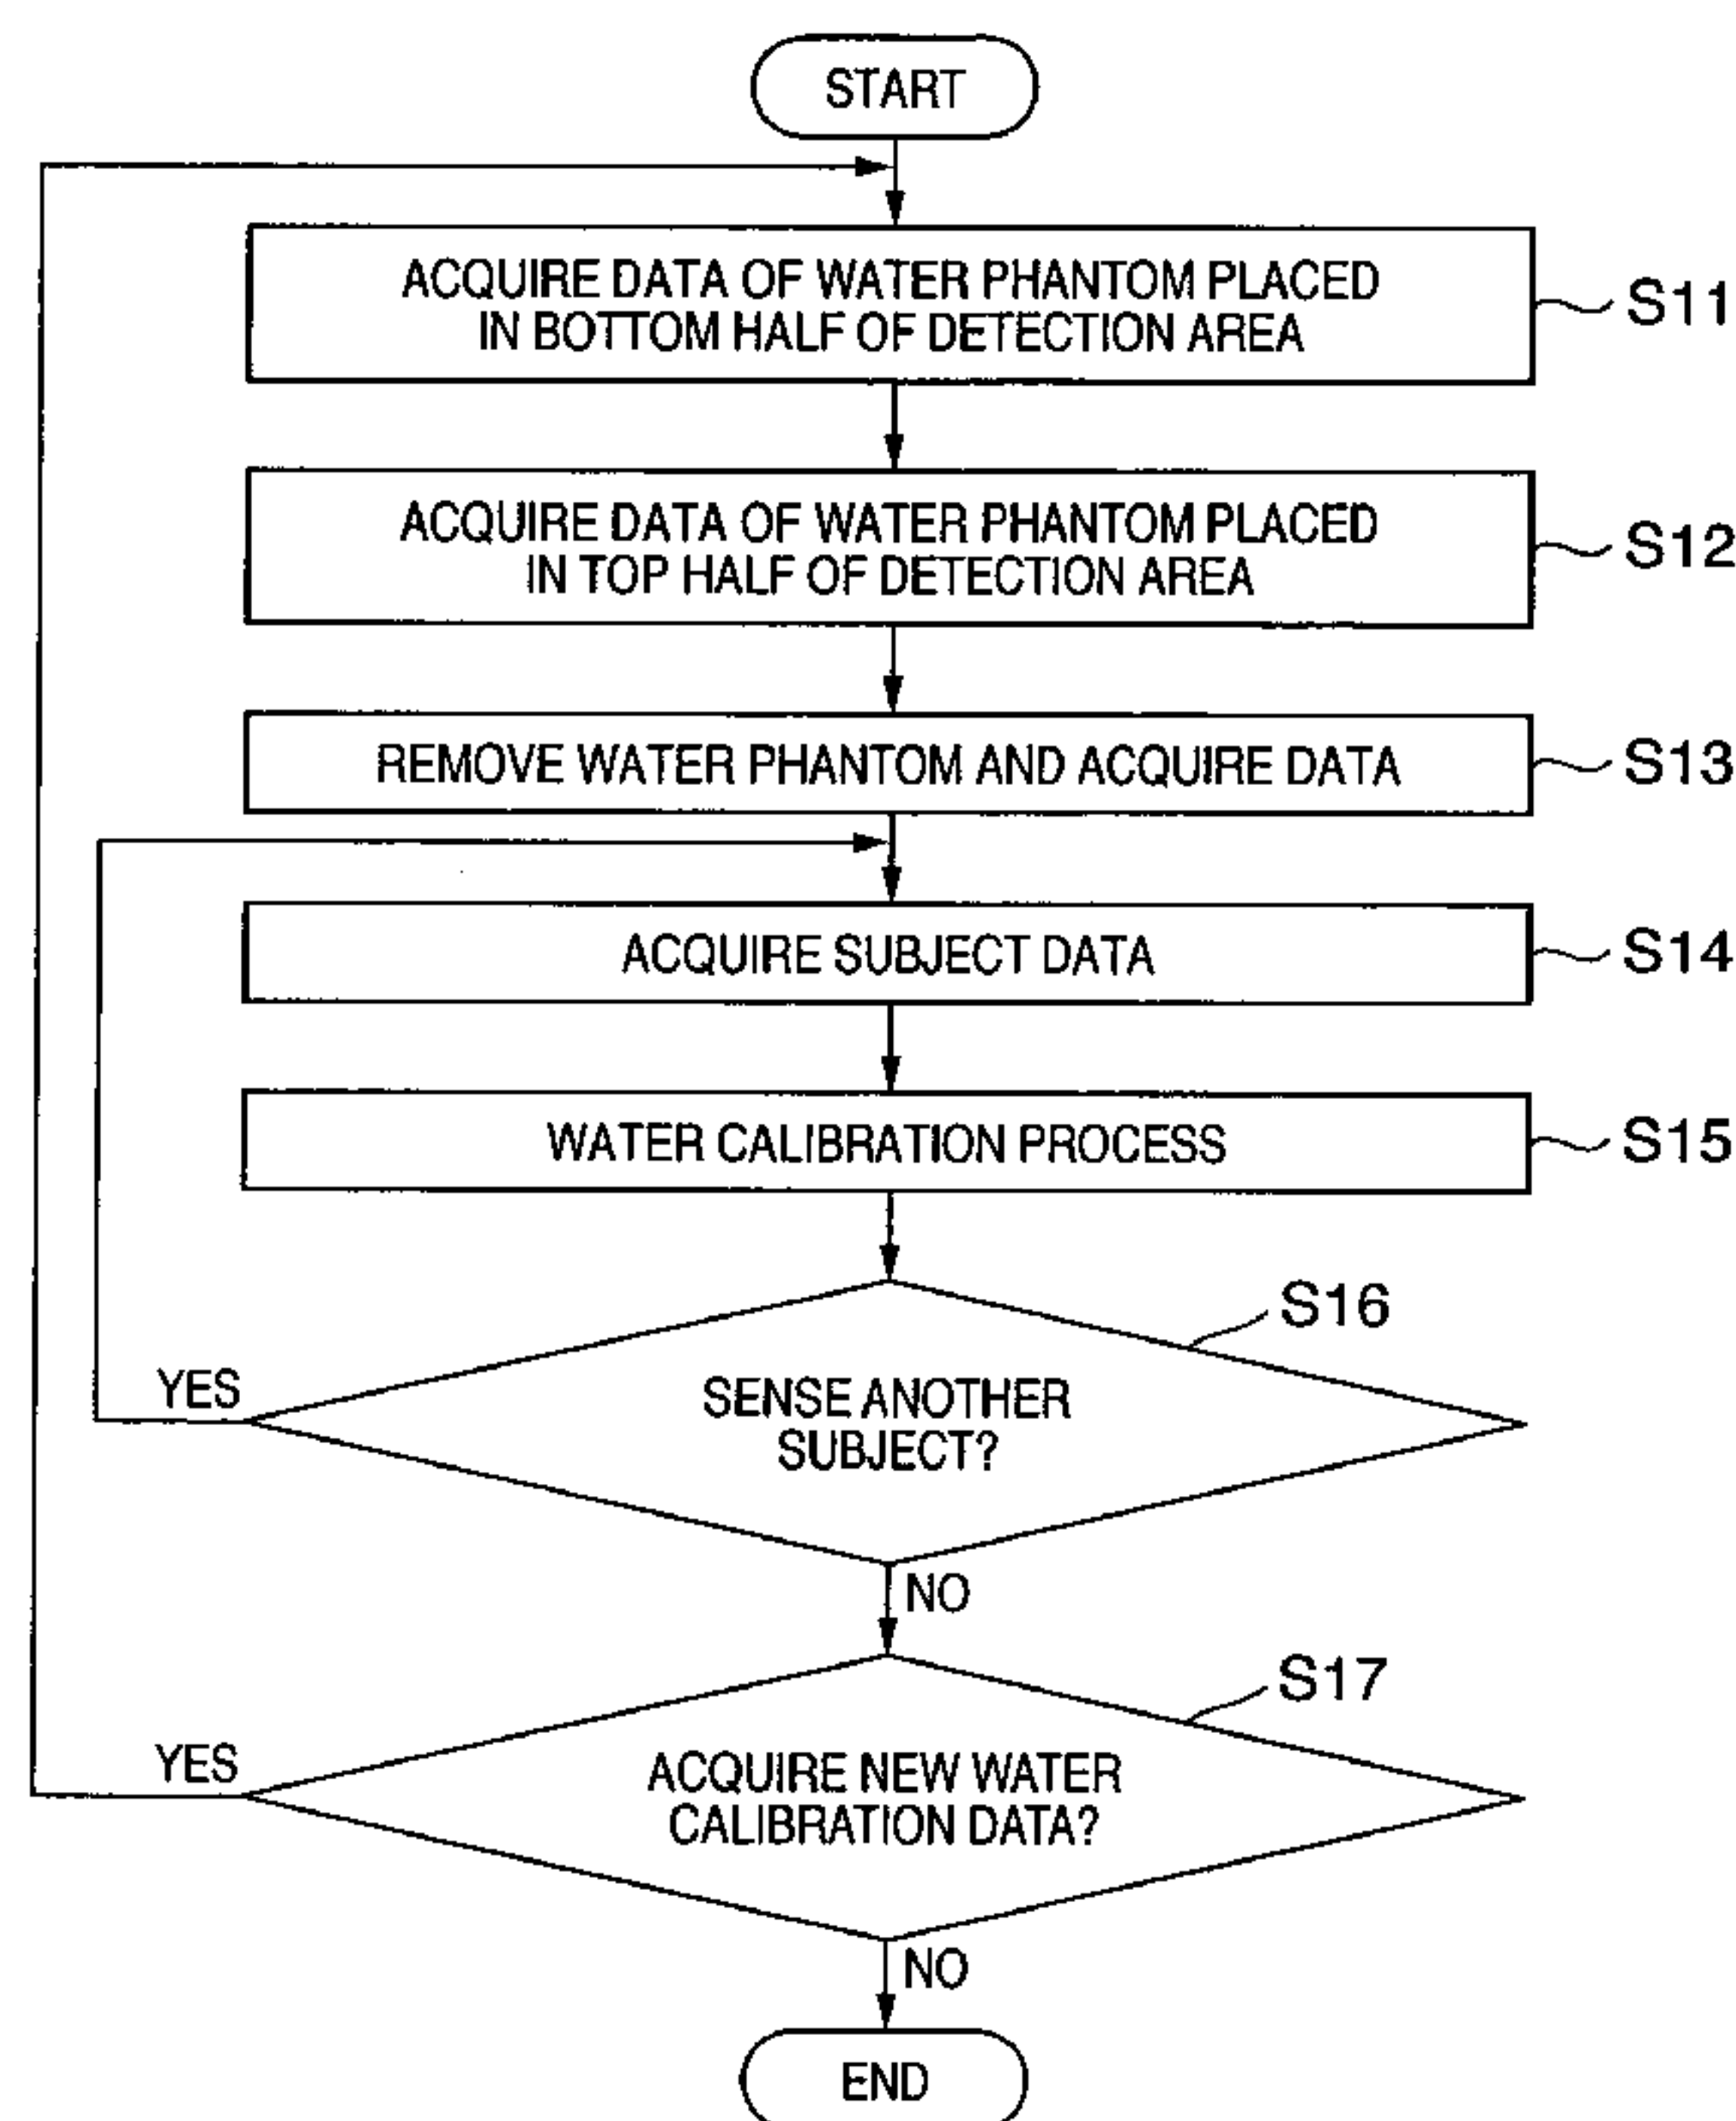 START
ACQUIRE DATA OF WATER PHANTOM PLACED
IN BOTTOM HALF OF DETECTION AREA
S11
ACQUIRE DATA OF WATER PHANTOM PLACED
IN TOP HALF OF DETECTION AREA
S12
REMOVE WATER PHANTOM AND ACQUIRE DATA
S13
ACQUIRE SUBJECT DATA
S14
WATER CALIBRATION PROCESS
S15
S16
YES
SENSE ANOTHER
SUBJECT?
NO
S17
YES
ACQUIRE NEW WATER
CALIBRATION DATA?
NO
END